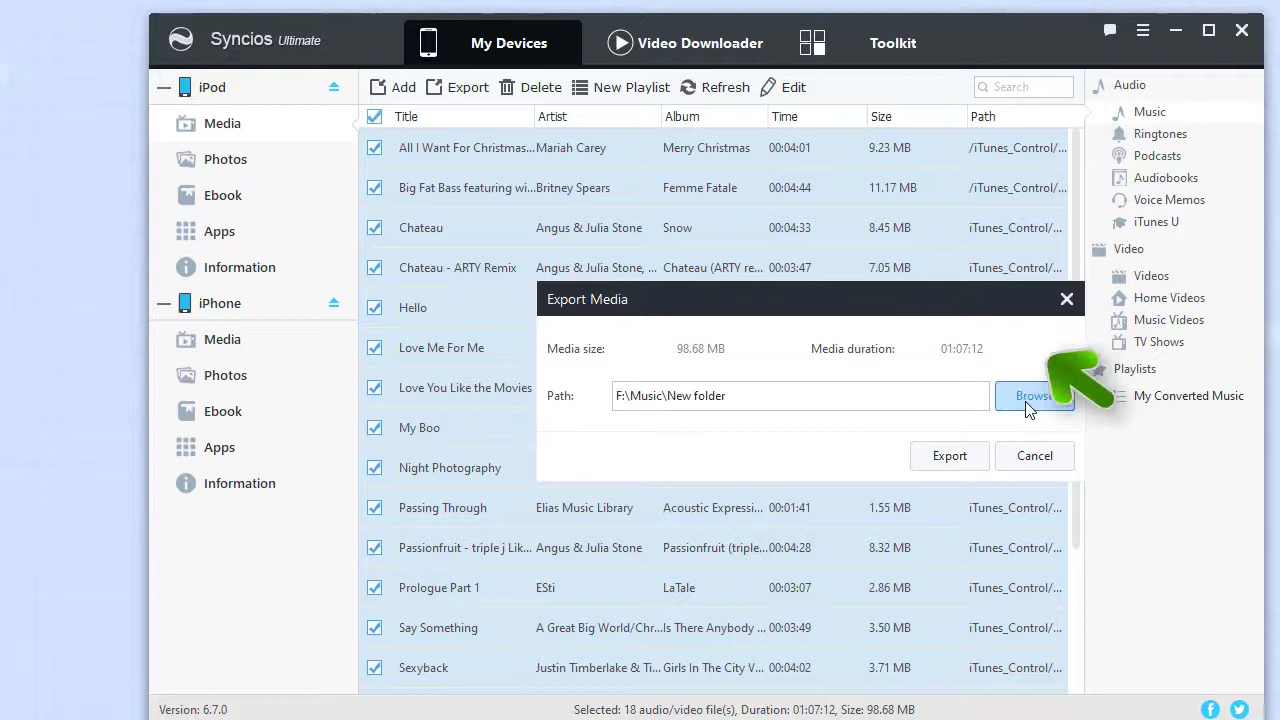 Syncios Ultimate
My Devices
Video Downloader
Toolkit
iPod
Media
Photos
Ebook
Apps
Information
iPhone
Media
Photos
Ebook
Apps
Information
Add Export Delete New Playlist Refresh Edit Search
Title Artist Album Time Size Path
All I Want For Christmas... Mariah Carey Merry Christmas 00:04:01 9.23 MB /iTunes_Control/...
Big Fat Bass featuring wi... Britney Spears Femme Fatale 00:04:44 11.17 MB /iTunes_Control/...
Chateau Angus & Julia Stone Snow 00:04:33 8.45 MB iTunes_Control/...
Chateau - ARTY Remix Angus & Julia Stone, ... Chateau (ARTY re... 00:03:47 7.05 MB iTunes_Control/...
Hello
Love Me For Me
Love You Like the Movies
My Boo
Night Photography
Passing Through Elias Music Library Acoustic Expressi... 00:01:41 1.55 MB iTunes_Control/...
Passionfruit - triple j Lik... Angus & Julia Stone Passionfruit (triple... 00:04:28 8.32 MB iTunes_Control/...
Prologue Part 1 ESti LaTale 00:03:07 2.86 MB iTunes_Control/...
Say Something A Great Big World/Chr... Is There Anybody ... 00:03:49 3.50 MB iTunes_Control/...
Sexyback Justin Timberlake & Ti... Girls In The City V... 00:04:02 3.71 MB iTunes_Control/...
Export Media
Media size: 98.68 MB Media duration: 01:07:12
Path: F:\Music\New folder Browse
Export Cancel
Audio
Music
Ringtones
Podcasts
Audiobooks
Voice Memos
iTunes U
Video
Videos
Home Videos
Music Videos
TV Shows
Playlists
My Converted Music
Version: 6.7.0
Selected: 18 audio/video file(s), Duration: 01:07:12, Size: 98.68 MB